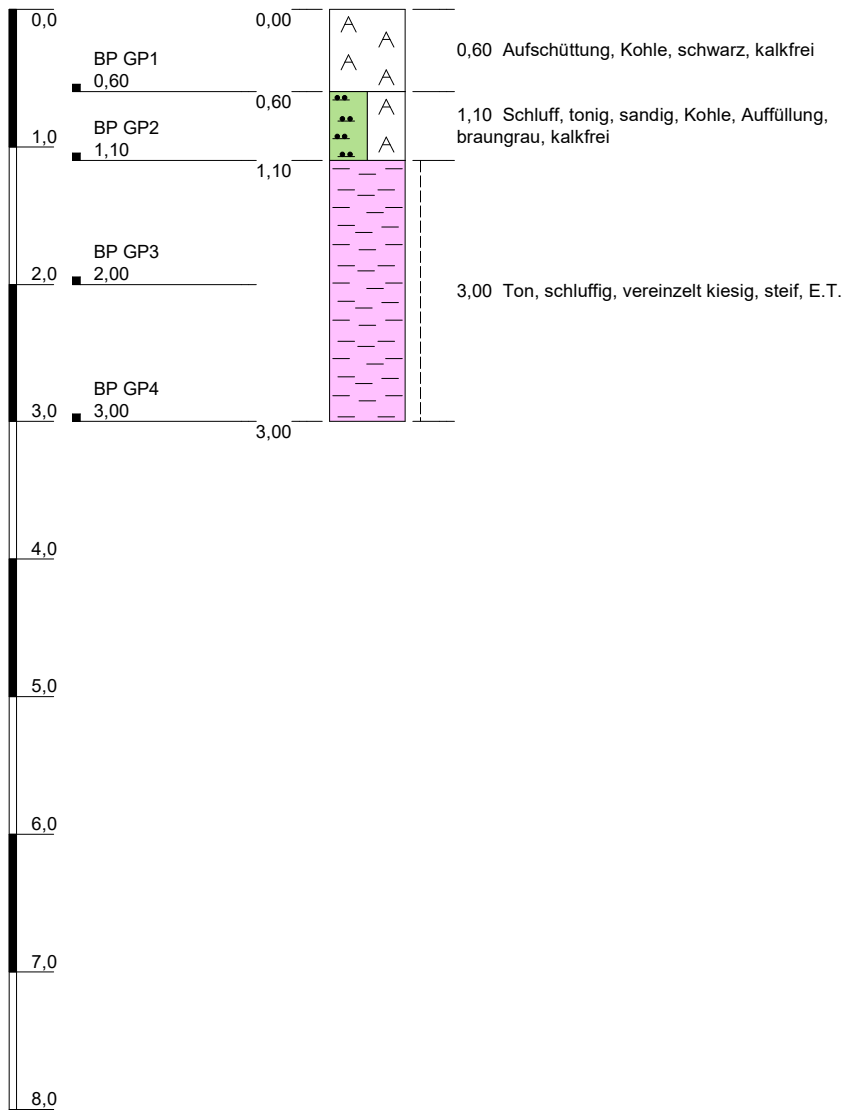 0,0
0,00
BP GP1
0,60
0,60 Aufschüttung, Kohle, schwarz, kalkfrei
0,60
BP GP2
1,10
1,10 Schluff, tonig, sandig, Kohle, Auffüllung,
braungrau, kalkfrei
1,0
1,10
BP GP3
2,00
2,0
3,00 Ton, schluffig, vereinzelt kiesig, steif, E.T.
BP GP4
3,00
3,0
3,00
4,0
5,0
6,0
7,0
8,0